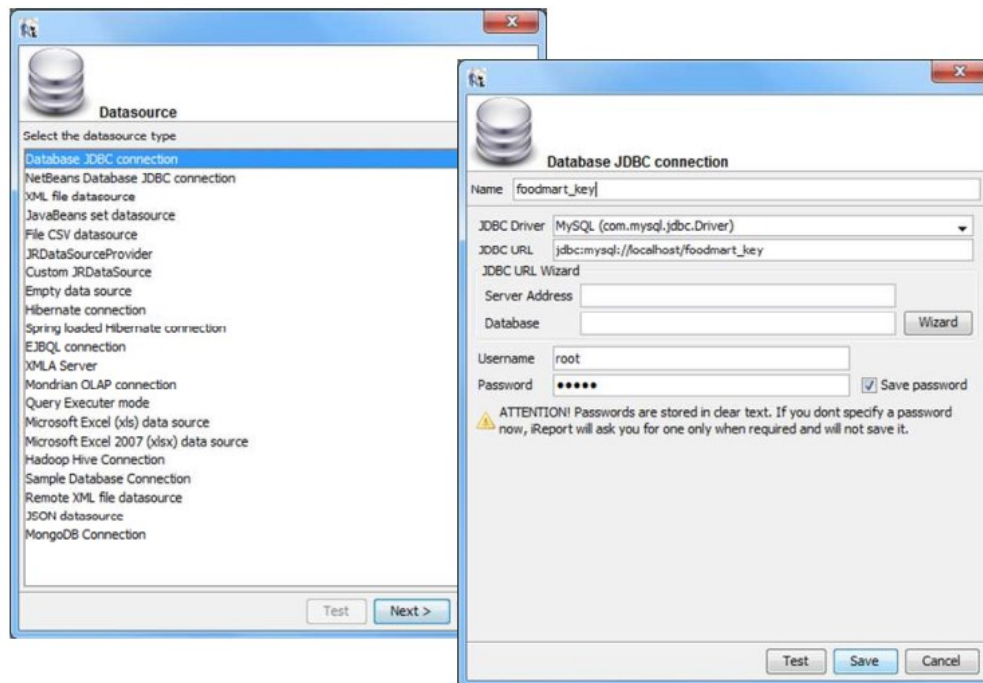 Datasource
Select the datasource type
Database JDBC connection
NetBeans Database JDBC connection
XML file datasource
JavaBeans set datasource
File CSV datasource
JRDataSourceProvider
Custom JRDataSource
Empty data source
Hibernate connection
Spring loaded Hibernate connection
EJBQL connection
XMLA Server
Mondrian OLAP connection
Query Executer mode
Microsoft Excel (xls) data source
Microsoft Excel 2007 (xlsx) data source
Hadoop Hive Connection
Sample Database Connection
Remote XML file datasource
JSON datasource
MongoDB Connection
Test Next >
Database JDBC connection
Name foodmart_key
JDBC Driver MySQL (com.mysql.jdbc.Driver)
JDBC URL jdbc:mysql://localhost/foodmart_key
JDBC URL Wizard
Server Address
Database Wizard
Username root
Password ••••• Save password
ATTENTION! Passwords are stored in clear text. If you dont specify a password
now, iReport will ask you for one only when required and will not save it.
Test Save Cancel